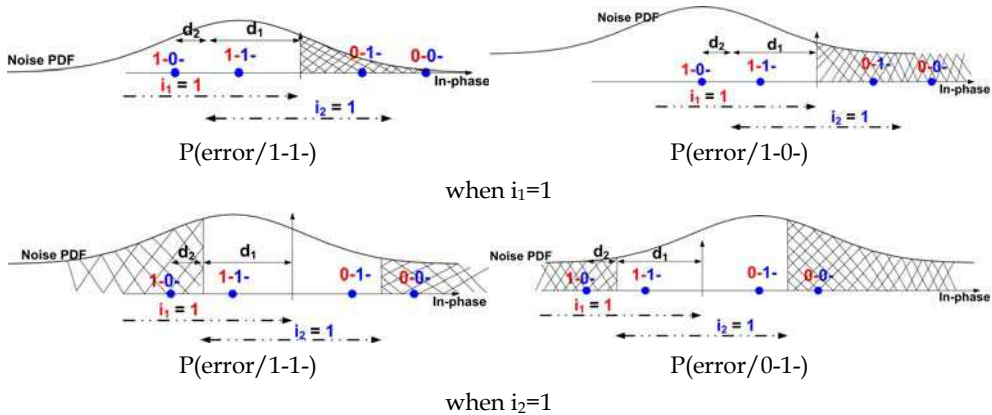 d₂ d₁
Noise PDF
1-0- 1-1- 0-1- 0-0-
In-phase
i₁ = 1
i₂ = 1
P(error/1-1-)
Noise PDF
d₂ d₁
1-0- 1-1- 0-1- 0-0-
In-phase
i₁ = 1
i₂ = 1
P(error/1-0-)
when i₁=1
Noise PDF
d₂ d₁
1-0- 1-1- 0-1- 0-0-
In-phase
i₁ = 1
i₂ = 1
P(error/1-1-)
Noise PDF
d₂ d₁
1-0- 1-1- 0-1- 0-0-
In-phase
i₁ = 1
i₂ = 1
P(error/0-1-)
when i₂=1